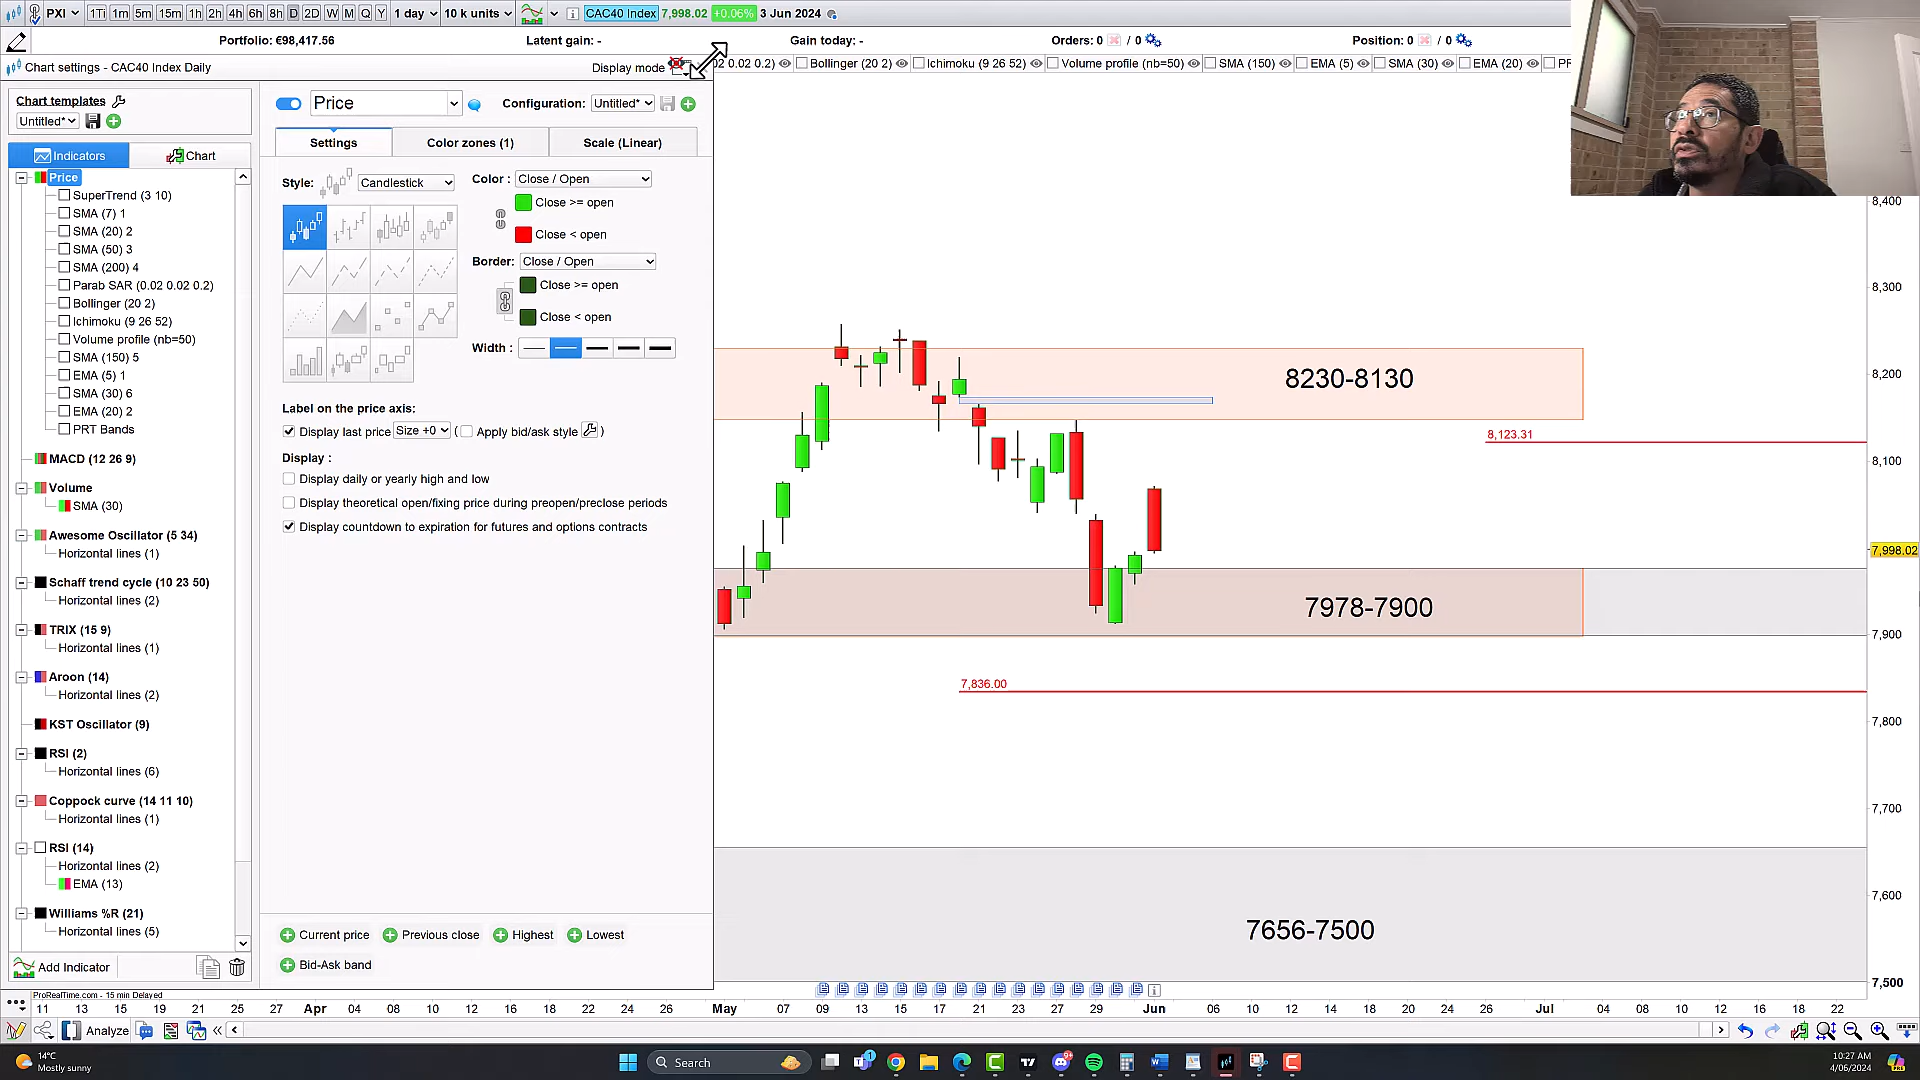 PXI 1Ti 1m 5m 15m 1h 2h 4h 6h 8h D 2D W M Q Y 1 day 10 k units CAC40 Index 7,998.02 +0.06% 3 Jun 2024
Portfolio: €98,417.56 Latent gain: - Gain today: - Orders: 0 / 0 Position: 0 / 0
Chart settings - CAC40 Index Daily Display mode 0.02 0.2) Bollinger (20 2) Ichimoku (9 26 52) Volume profile (nb=50) SMA (150) EMA (5) SMA (30) EMA (20)
Chart templates
Untitled*
Price Configuration: Untitled*
Settings Color zones (1) Scale (Linear)
Indicators Chart
Price
SuperTrend (3 10)
SMA (7) 1
SMA (20) 2
SMA (50) 3
SMA (200) 4
Parab SAR (0.02 0.02 0.2)
Bollinger (20 2)
Ichimoku (9 26 52)
Volume profile (nb=50)
SMA (150) 5
EMA (5) 1
SMA (30) 6
EMA (20) 2
PRT Bands
MACD (12 26 9)
Volume
SMA (30)
Awesome Oscillator (5 34)
Horizontal lines (1)
Schaff trend cycle (10 23 50)
Horizontal lines (2)
TRIX (15 9)
Horizontal lines (1)
Aroon (14)
Horizontal lines (2)
KST Oscillator (9)
RSI (2)
Horizontal lines (6)
Coppock curve (14 11 10)
Horizontal lines (1)
RSI (14)
Horizontal lines (2)
EMA (13)
Williams %R (21)
Horizontal lines (5)
Add Indicator
Style: Candlestick
Color : Close / Open
Close >= open
Close < open
Border: Close / Open
Close >= open
Close < open
Width :
Label on the price axis:
Display last price Size +0 ( Apply bid/ask style )
Display :
Display daily or yearly high and low
Display theoretical open/fixing price during preopen/preclose periods
Display countdown to expiration for futures and options contracts
Current price Previous close Highest Lowest
Bid-Ask band
8230-8130
8,123.31
7978-7900
7,836.00
7656-7500
8,400
8,300
8,200
8,100
7,998.02
7,900
7,800
7,700
7,600
7,500
ProRealTime.com - 15 min Delayed
11 13 15 19 21 25 27 Apr 04 08 10 12 16 18 22 24 26 May 07 09 13 15 17 21 23 27 29 Jun 06 10 12 14 18 20 24 26 Jul 04 08 10 12 16 18 22
Analyze
14°C
Mostly sunny
Search
10:27 AM
4/06/2024